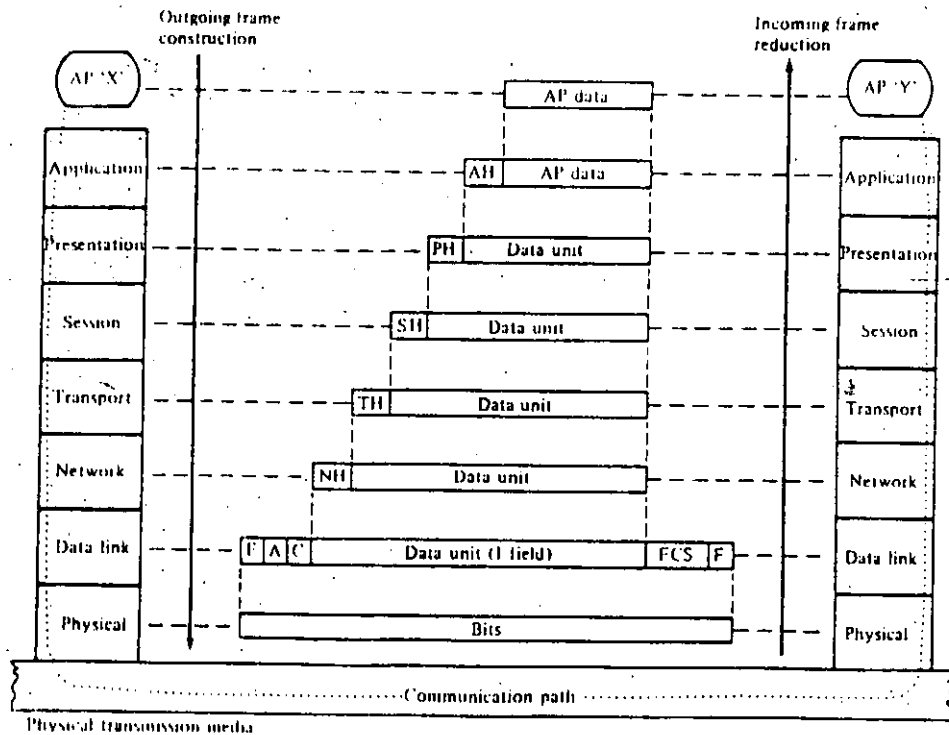 Outgoing frame
construction
Incoming frame
reduction
AP 'X'
AP data
AP 'Y'
Application
AH
AP data
Application
Presentation
PH
Data unit
Presentation
Session
SH
Data unit
Session
Transport
TH
Data unit
Transport
Network
NH
Data unit
Network
Data link
F
A
C
Data unit (I field)
FCS
F
Data link
Physical
Bits
Physical
Communication path
Physical transmission media